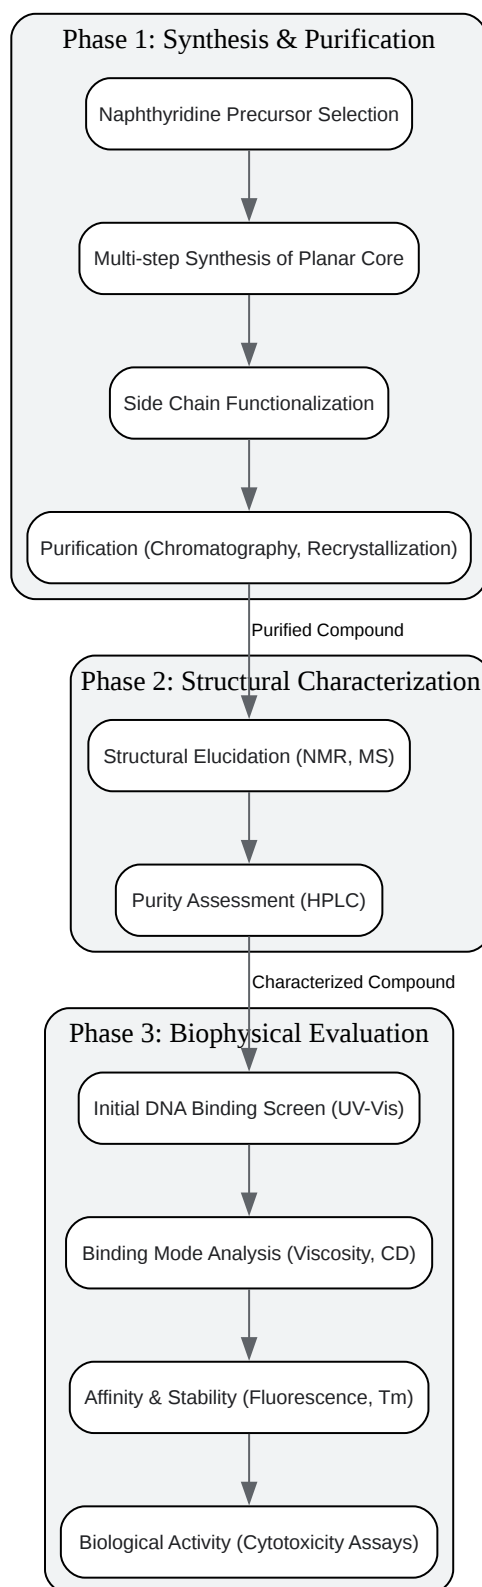 Phase 1: Synthesis & Purification
Naphthyridine Precursor Selection
Multi-step Synthesis of Planar Core
Side Chain Functionalization
Purification (Chromatography, Recrystallization)
Purified Compound
Phase 2: Structural Characterization
Structural Elucidation (NMR, MS)
Purity Assessment (HPLC)
Characterized Compound
Phase 3: Biophysical Evaluation
Initial DNA Binding Screen (UV-Vis)
Binding Mode Analysis (Viscosity, CD)
Affinity & Stability (Fluorescence, Tm)
Biological Activity (Cytotoxicity Assays)